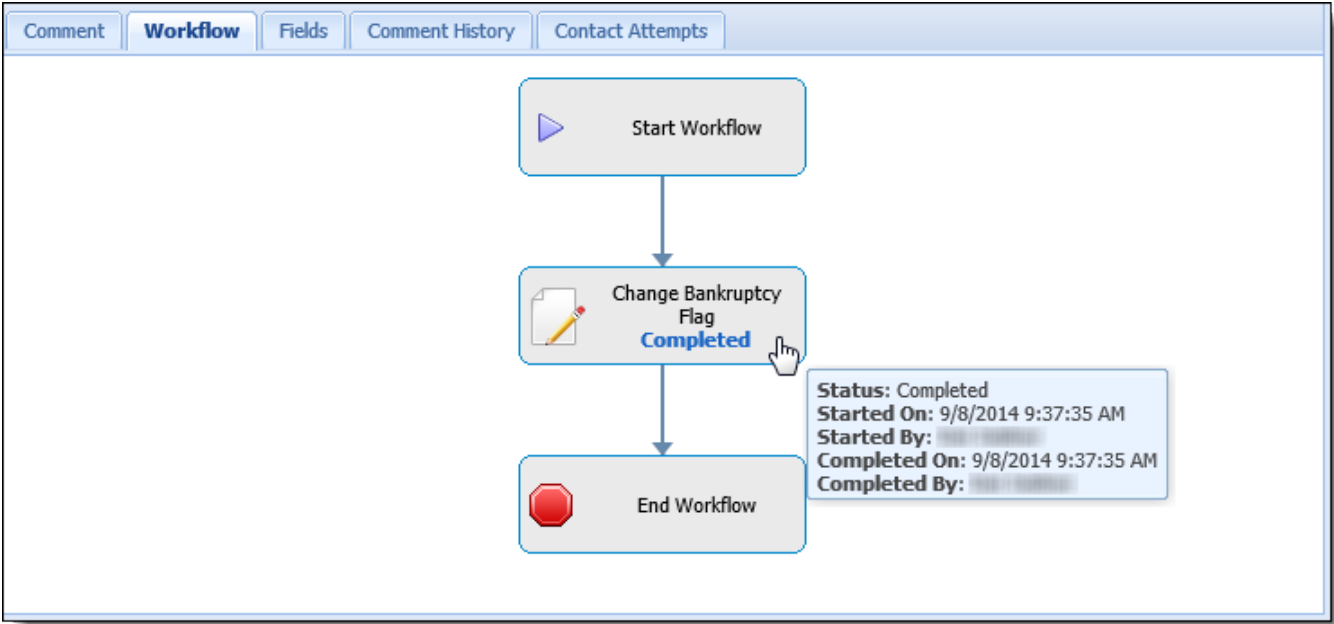 Comment Workflow Fields Comment History Contact Attempts
Start Workflow
Change Bankruptcy
Flag
Completed
Status: Completed
Started On: 9/8/2014 9:37:35 AM
Started By:
Completed On: 9/8/2014 9:37:35 AM
Completed By:
End Workflow